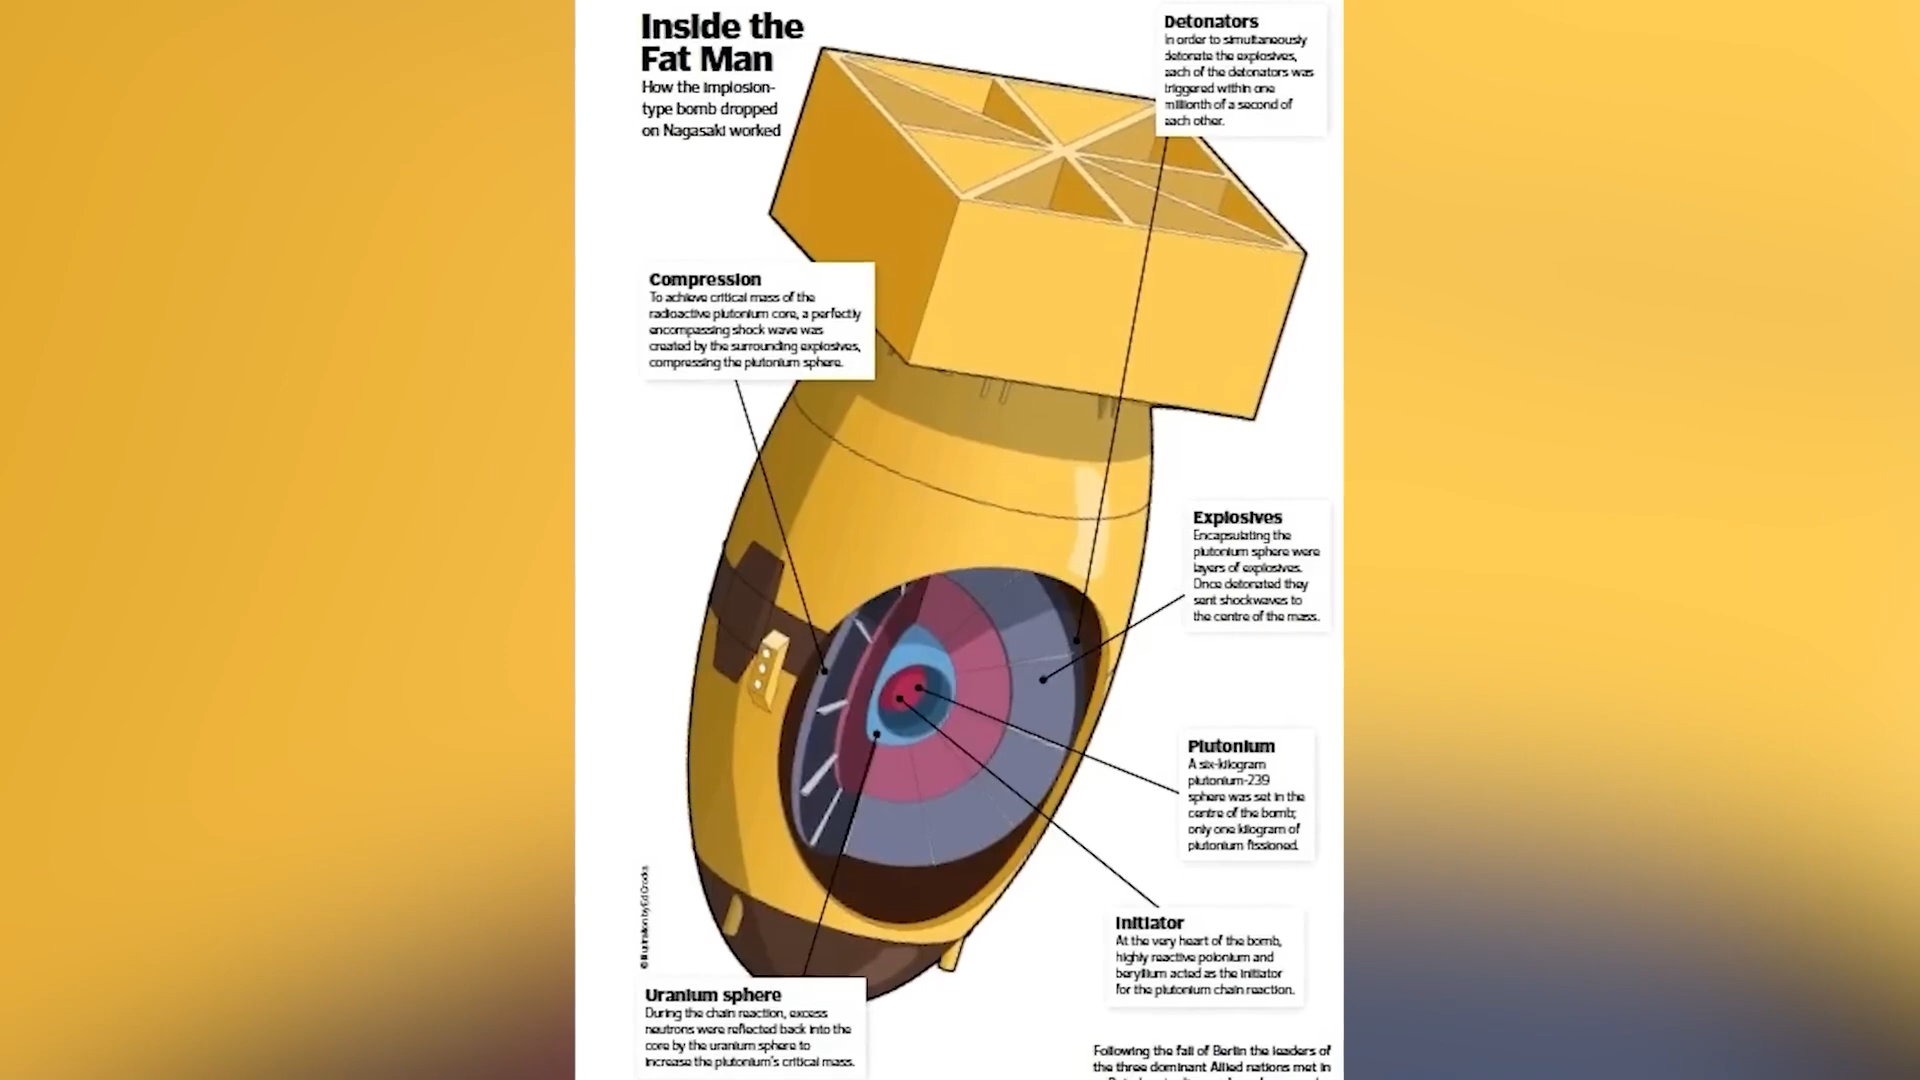 Inside the
Fat Man
How the implosion-
type bomb dropped
on Nagasaki worked
Detonators
In order to simultaneously
detonate the explosives,
each of the detonators was
triggered within one
millionth of a second of
each other.
Compression
To achieve critical mass of the
radioactive plutonium core, a perfectly
encompassing shock wave was
created by the surrounding explosives,
compressing the plutonium sphere.
Explosives
Encapsulating the
plutonium sphere were
layers of explosives.
Once detonated they
sent shockwaves to
the centre of the mass.
Plutonium
A six-kilogram
plutonium-239
sphere was set in the
centre of the bomb;
only one kilogram of
plutonium fissioned.
Initiator
At the very heart of the bomb,
highly reactive polonium and
beryllium acted as the initiator
for the plutonium chain reaction.
Uranium sphere
During the chain reaction, excess
neutrons were reflected back into the
core by the uranium sphere to
increase the plutonium's critical mass.
© Illustration by Ed Crooks
Following the fall of Berlin the leaders of
the three dominant Allied nations met in